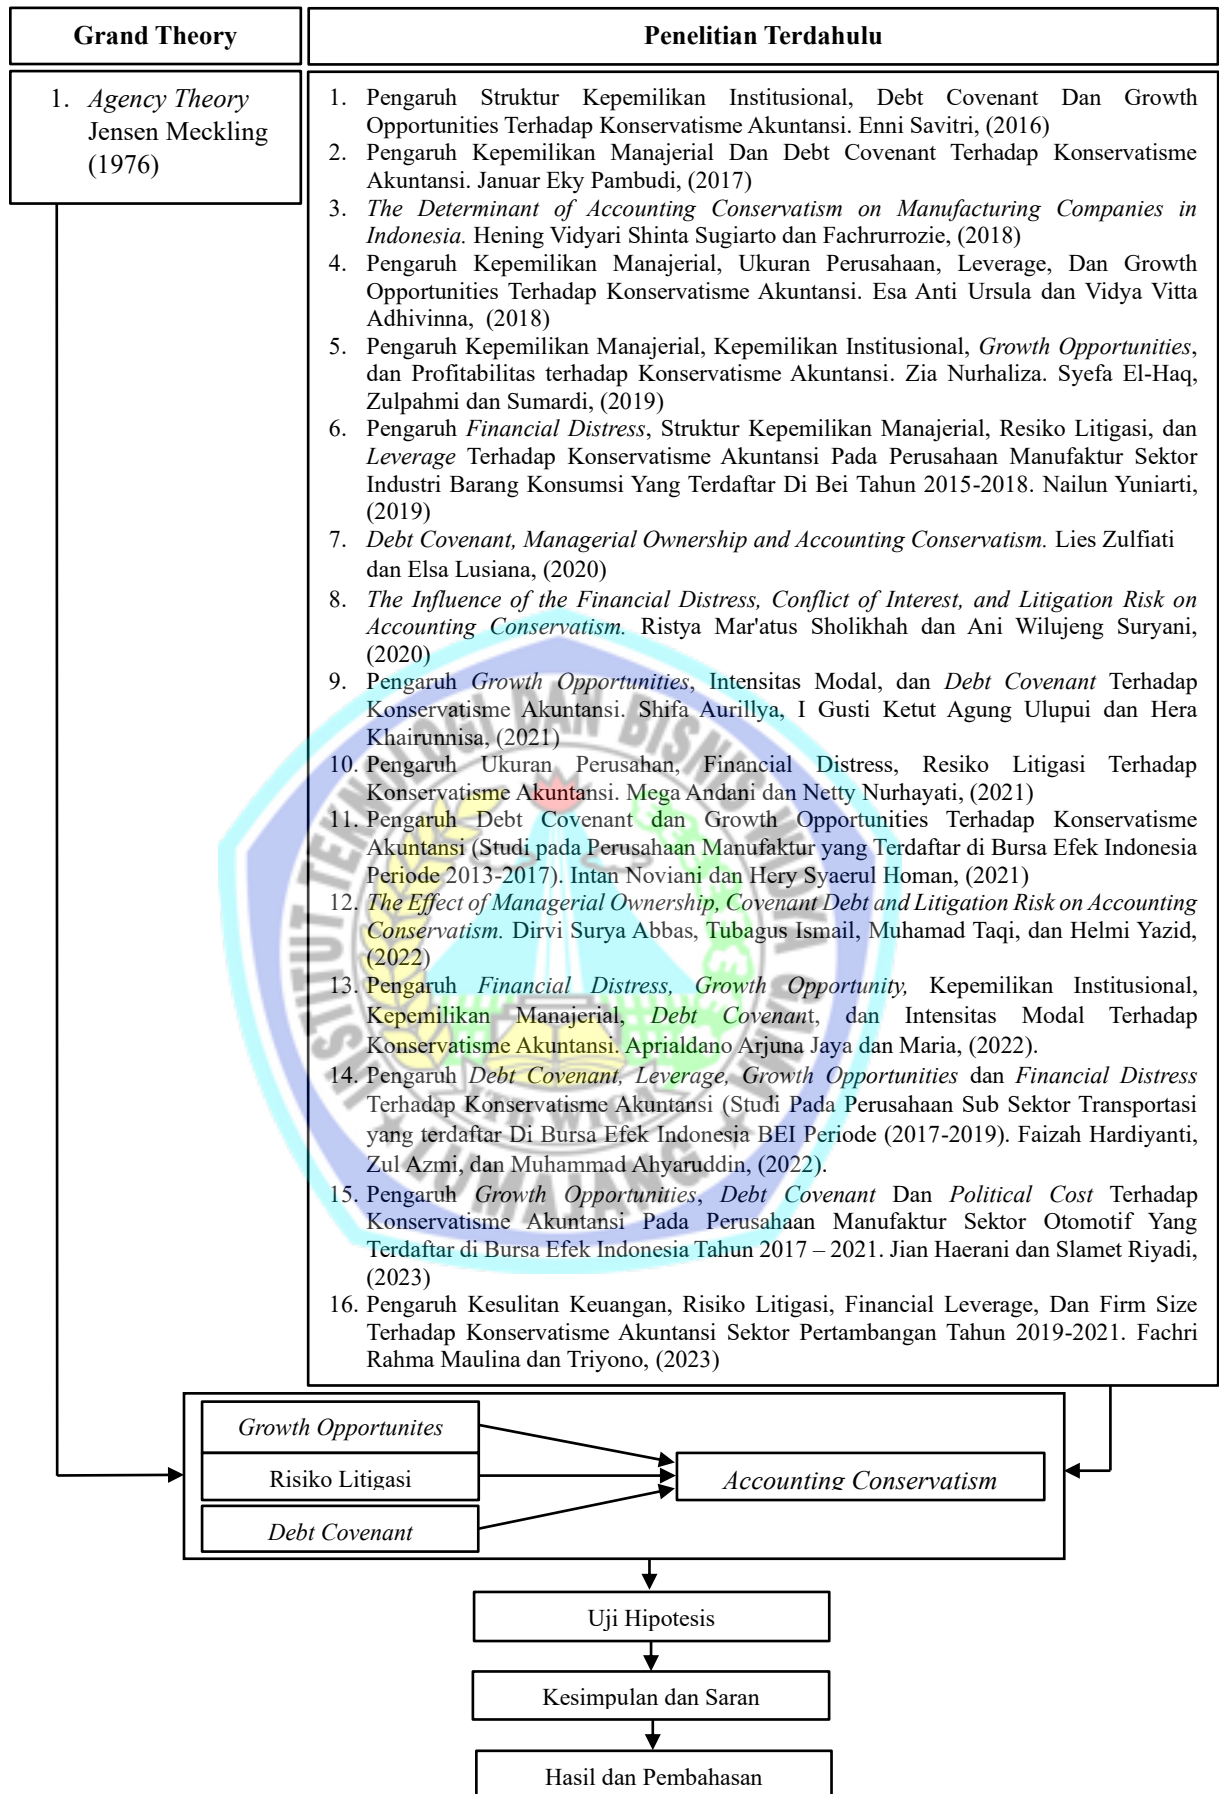 Grand Theory
Penelitian Terdahulu
1. Agency Theory
Jensen Meckling
(1976)
1. Pengaruh Struktur Kepemilikan Institusional, Debt Covenant Dan Growth
Opportunities Terhadap Konservatisme Akuntansi. Enni Savitri, (2016)
2. Pengaruh Kepemilikan Manajerial Dan Debt Covenant Terhadap Konservatisme
Akuntansi. Januar Eky Pambudi, (2017)
3. The Determinant of Accounting Conservatism on Manufacturing Companies in
Indonesia. Hening Vidyari Shinta Sugiarto dan Fachrurrozie, (2018)
4. Pengaruh Kepemilikan Manajerial, Ukuran Perusahaan, Leverage, Dan Growth
Opportunities Terhadap Konservatisme Akuntansi. Esa Anti Ursula dan Vidya Vitta
Adhivinna, (2018)
5. Pengaruh Kepemilikan Manajerial, Kepemilikan Institusional, Growth Opportunities,
dan Profitabilitas terhadap Konservatisme Akuntansi. Zia Nurhaliza. Syefa El-Haq,
Zulpahmi dan Sumardi, (2019)
6. Pengaruh Financial Distress, Struktur Kepemilikan Manajerial, Resiko Litigasi, dan
Leverage Terhadap Konservatisme Akuntansi Pada Perusahaan Manufaktur Sektor
Industri Barang Konsumsi Yang Terdaftar Di Bei Tahun 2015-2018. Nailun Yuniarti,
(2019)
7. Debt Covenant, Managerial Ownership and Accounting Conservatism. Lies Zulfiati
dan Elsa Lusiana, (2020)
8. The Influence of the Financial Distress, Conflict of Interest, and Litigation Risk on
Accounting Conservatism. Ristya Mar'atus Sholikhah dan Ani Wilujeng Suryani,
(2020)
9. Pengaruh Growth Opportunities, Intensitas Modal, dan Debt Covenant Terhadap
Konservatisme Akuntansi. Shifa Aurillya, I Gusti Ketut Agung Ulupui dan Hera
Khairunnisa, (2021)
10. Pengaruh Ukuran Perusahan, Financial Distress, Resiko Litigasi Terhadap
Konservatisme Akuntansi. Mega Andani dan Netty Nurhayati, (2021)
11. Pengaruh Debt Covenant dan Growth Opportunities Terhadap Konservatisme
Akuntansi (Studi pada Perusahaan Manufaktur yang Terdaftar di Bursa Efek Indonesia
Periode 2013-2017). Intan Noviani dan Hery Syaerul Homan, (2021)
12. The Effect of Managerial Ownership, Covenant Debt and Litigation Risk on Accounting
Conservatism. Dirvi Surya Abbas, Tubagus Ismail, Muhamad Taqi, dan Helmi Yazid,
(2022)
13. Pengaruh Financial Distress, Growth Opportunity, Kepemilikan Institusional,
Kepemilikan Manajerial, Debt Covenant, dan Intensitas Modal Terhadap
Konservatisme Akuntansi. Aprialdano Arjuna Jaya dan Maria, (2022).
14. Pengaruh Debt Covenant, Leverage, Growth Opportunities dan Financial Distress
Terhadap Konservatisme Akuntansi (Studi Pada Perusahaan Sub Sektor Transportasi
yang terdaftar Di Bursa Efek Indonesia BEI Periode (2017-2019). Faizah Hardiyanti,
Zul Azmi, dan Muhammad Ahyaruddin, (2022).
15. Pengaruh Growth Opportunities, Debt Covenant Dan Political Cost Terhadap
Konservatisme Akuntansi Pada Perusahaan Manufaktur Sektor Otomotif Yang
Terdaftar di Bursa Efek Indonesia Tahun 2017 – 2021. Jian Haerani dan Slamet Riyadi,
(2023)
16. Pengaruh Kesulitan Keuangan, Risiko Litigasi, Financial Leverage, Dan Firm Size
Terhadap Konservatisme Akuntansi Sektor Pertambangan Tahun 2019-2021. Fachri
Rahma Maulina dan Triyono, (2023)
INSTITUT TEKNOLOGI DAN BISNIS WIDYA GAMA
ITB WIGA
★ LUMAJANG ★
Growth Opportunites
Risiko Litigasi
Debt Covenant
Accounting Conservatism
Uji Hipotesis
Kesimpulan dan Saran
Hasil dan Pembahasan